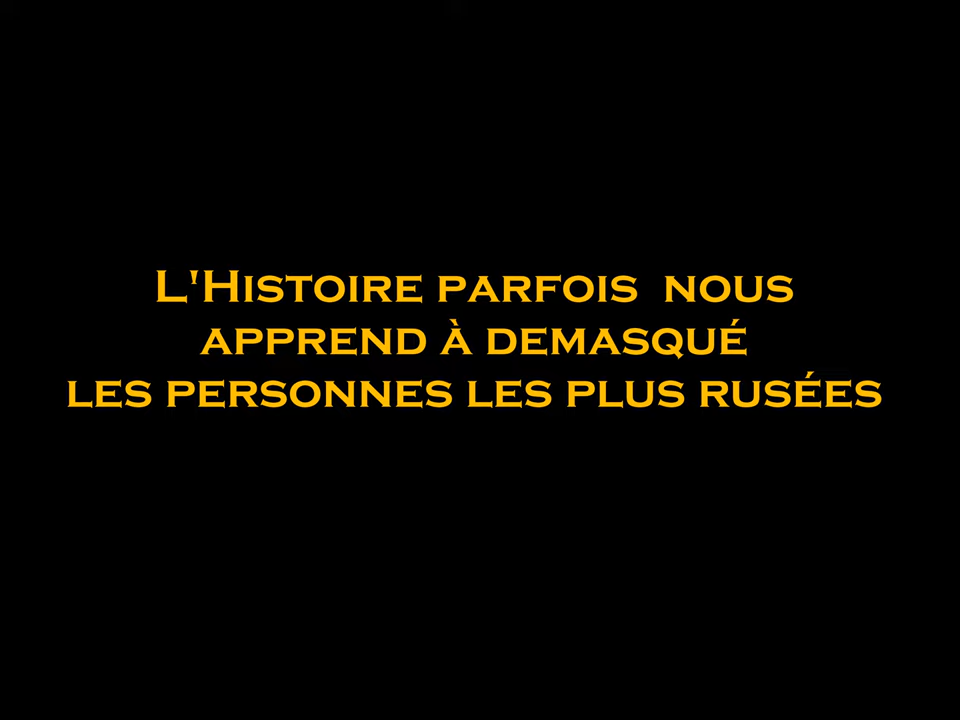 L'Histoire parfois  nous
apprend à demasqué
les personnes les plus rusées